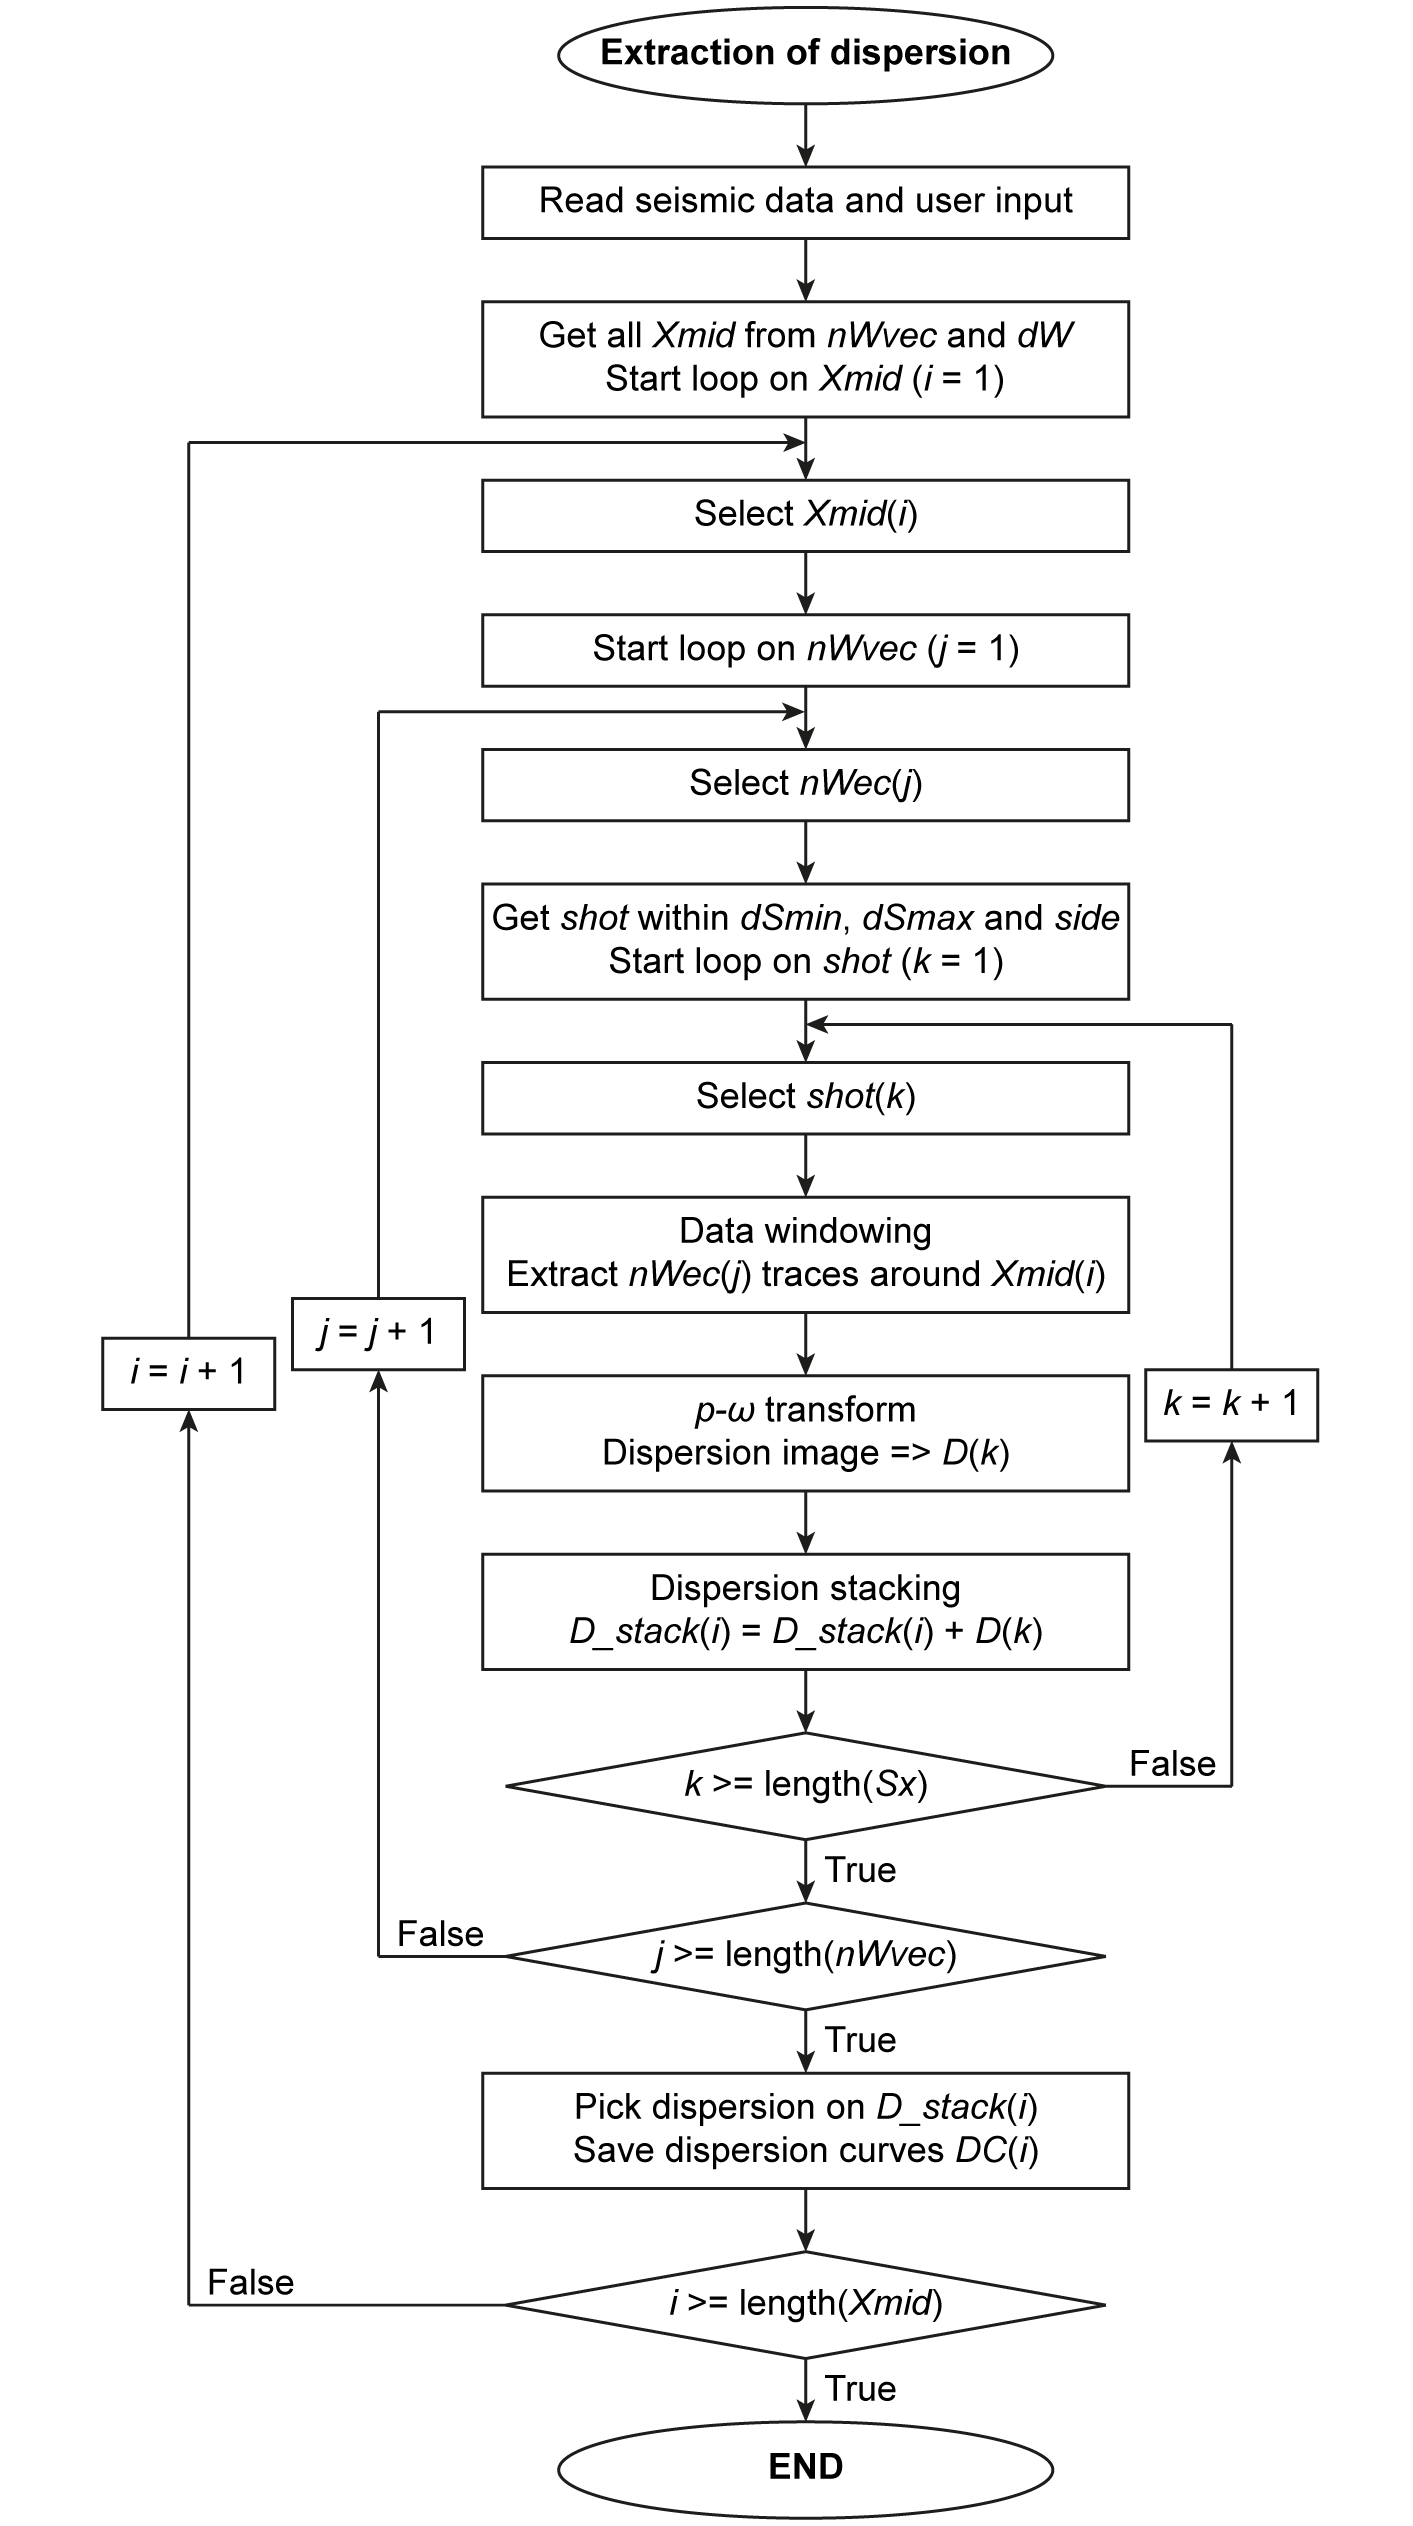 Extraction of dispersion
Read seismic data and user input
Get all Xmid from nWvec and dW
Start loop on Xmid (i = 1)
Select Xmid(i)
Start loop on nWvec (j = 1)
Select nWec(j)
Get shot within dSmin, dSmax and side
Start loop on shot (k = 1)
Select shot(k)
Data windowing
Extract nWec(j) traces around Xmid(i)
j = j + 1
i = i + 1
k = k + 1
p-ω transform
Dispersion image => D(k)
Dispersion stacking
D_stack(i) = D_stack(i) + D(k)
k >= length(Sx)
False
True
False
j >= length(nWvec)
True
Pick dispersion on D_stack(i)
Save dispersion curves DC(i)
False
i >= length(Xmid)
True
END